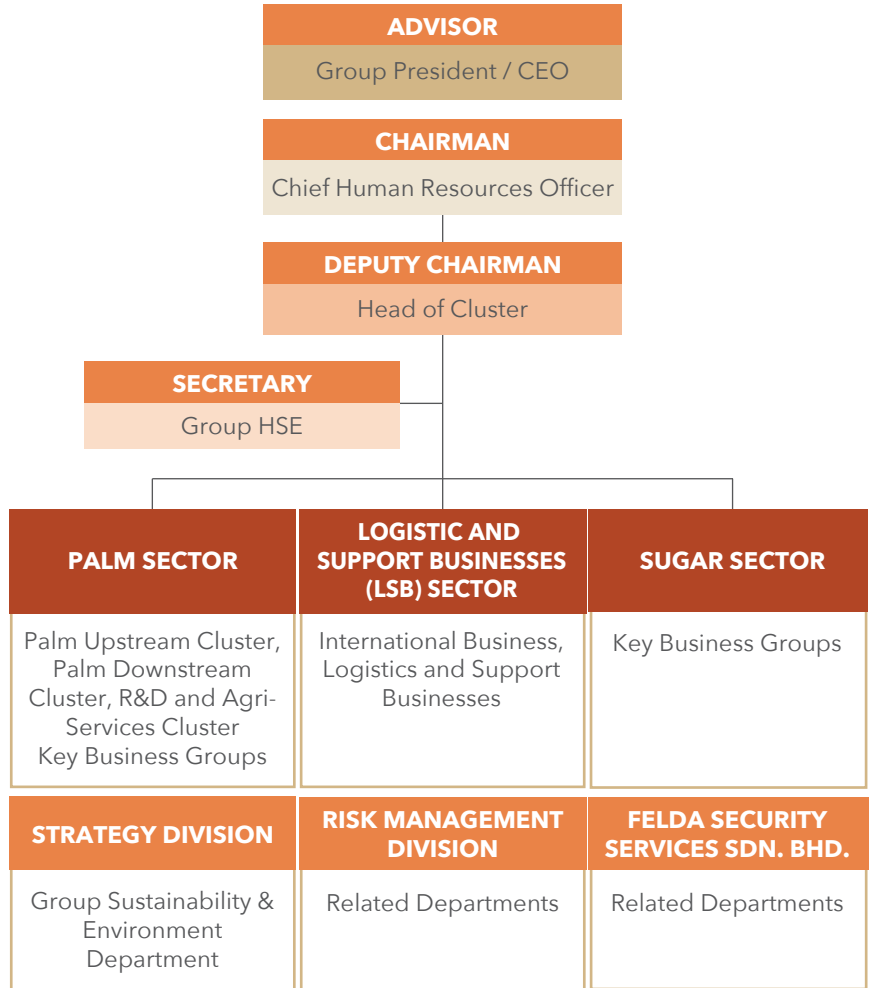 ADVISOR
Group President / CEO
CHAIRMAN
Chief Human Resources Officer
DEPUTY CHAIRMAN
Head of Cluster
SECRETARY
Group HSE
PALM SECTOR
Palm Upstream Cluster,
Palm Downstream
Cluster, R&D and Agri-
Services Cluster
Key Business Groups
LOGISTIC AND
SUPPORT BUSINESSES
(LSB) SECTOR
International Business,
Logistics and Support
Businesses
SUGAR SECTOR
Key Business Groups
STRATEGY DIVISION
Group Sustainability &
Environment
Department
RISK MANAGEMENT
DIVISION
Related Departments
FELDA SECURITY
SERVICES SDN. BHD.
Related Departments